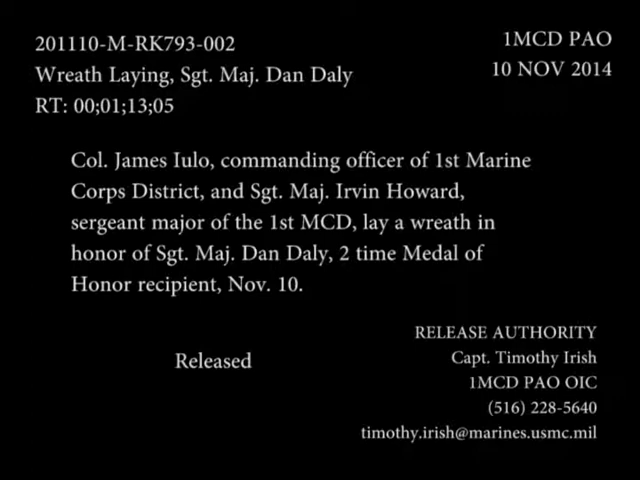 201110-M-RK793-002
1MCD PAO
Wreath Laying, Sgt. Maj. Dan Daly
10 NOV 2014
RT: 00;01;13;05
Col. James Iulo, commanding officer of 1st Marine
Corps District, and Sgt. Maj. Irvin Howard,
sergeant major of the 1st MCD, lay a wreath in
honor of Sgt. Maj. Dan Daly, 2 time Medal of
Honor recipient, Nov. 10.
Released
RELEASE AUTHORITY
Capt. Timothy Irish
1MCD PAO OIC
(516) 228-5640
timothy.irish@marines.usmc.mil